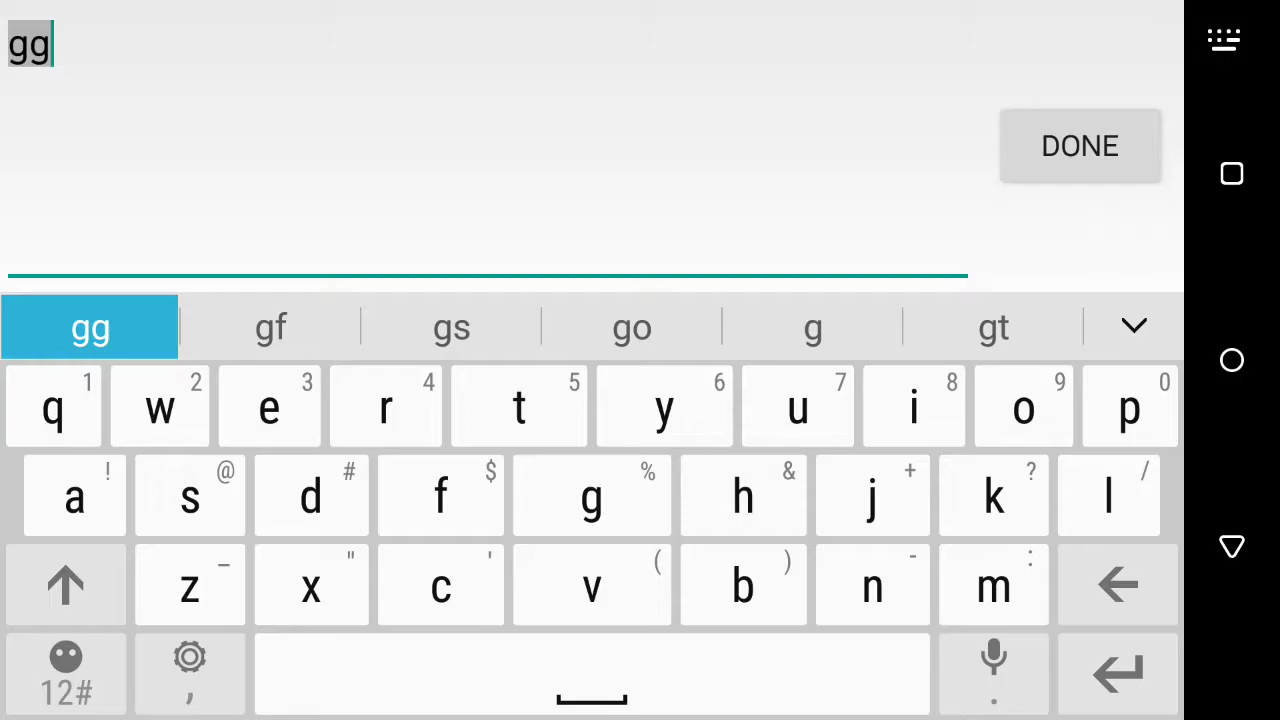 gg
DONE
gg gf gs go g gt
1 2 3 4 5 6 7 8 9 0
q w e r t y u i o p
! @ # $ % & + ? /
a s d f g h j k l
_ " ' ( ) - :
z x c v b n m
12# , .